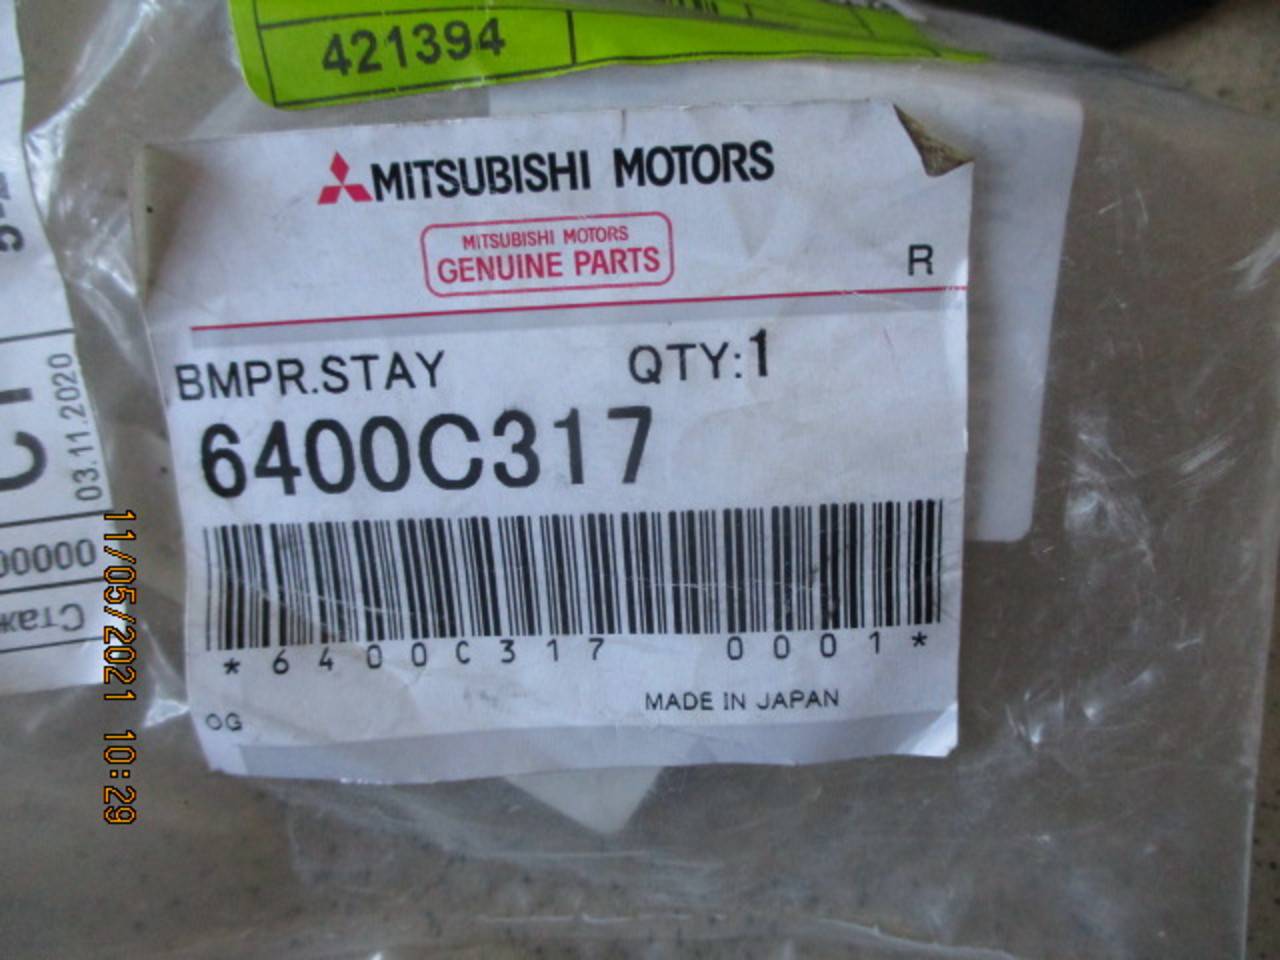 421394
MITSUBISHI MOTORS
MITSUBISHI MOTORS
GENUINE PARTS
R
BMPR.STAY QTY:1
6400C317
*6400C317 0001*
MADE IN JAPAN
OG
03.11.2020
00000
Стаж
11/05/2021 10:29